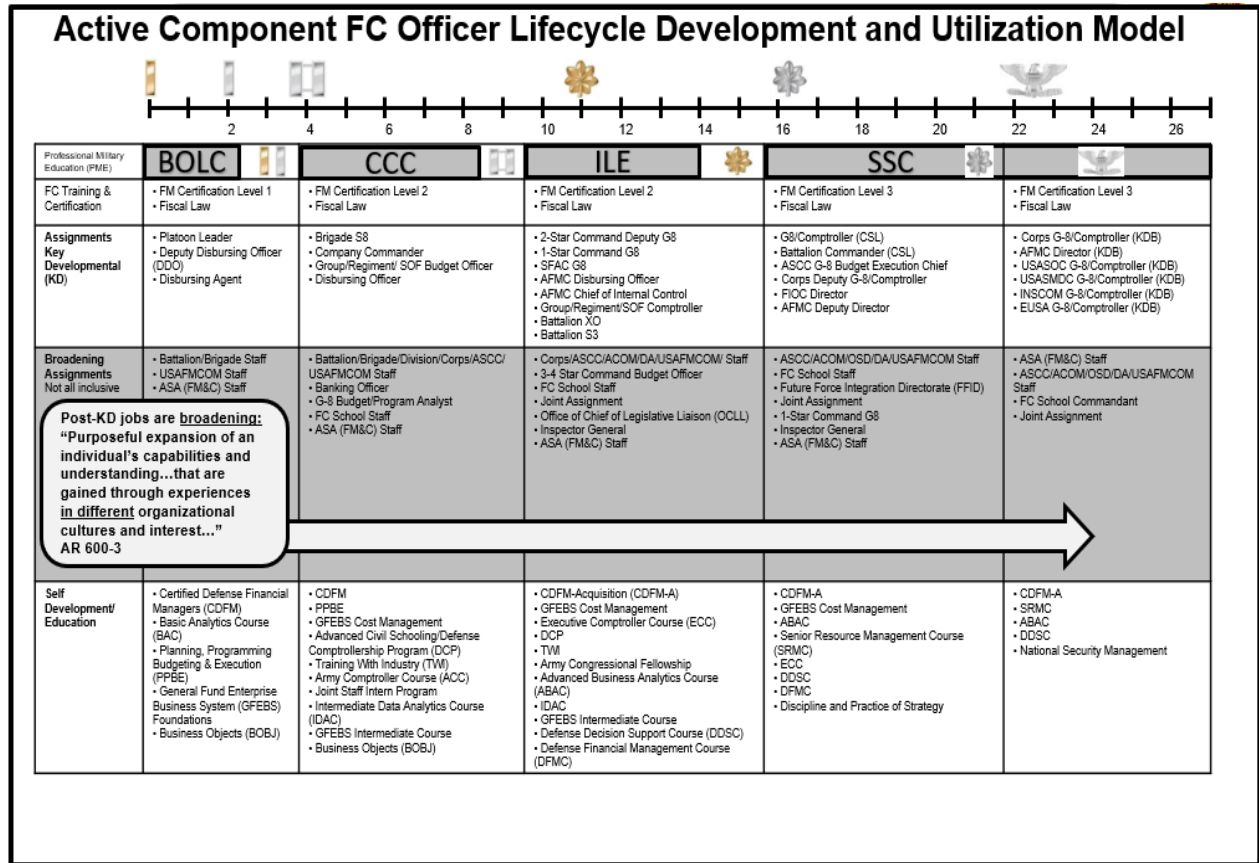 Active Component FC Officer Lifecycle Development and Utilization Model
2 4 6 8 10 12 14 16 18 20 22 24 26
Professional Military
Education (PME)
BOLC
CCC
ILE
SSC
FC Training &
Certification
• FM Certification Level 1
• Fiscal Law
• FM Certification Level 2
• Fiscal Law
• FM Certification Level 2
• Fiscal Law
• FM Certification Level 3
• Fiscal Law
• FM Certification Level 3
• Fiscal Law
Assignments
Key
Developmental
(KD)
• Platoon Leader
• Deputy Disbursing Officer
(DDO)
• Disbursing Agent
• Brigade S8
• Company Commander
• Group/Regiment/ SOF Budget Officer
• Disbursing Officer
• 2-Star Command Deputy G8
• 1-Star Command G8
• SFAC G8
• AFMC Disbursing Officer
• AFMC Chief of Internal Control
• Group/Regiment/SOF Comptroller
• Battalion XO
• Battalion S3
• G8/Comptroller (CSL)
• Battalion Commander (CSL)
• ASCC G-8 Budget Execution Chief
• Corps Deputy G-8/Comptroller
• FIOC Director
• AFMC Deputy Director
• Corps G-8/Comptroller (KDB)
• AFMC Director (KDB)
• USASOC G-8/Comptroller (KDB)
• USASMDC G-8/Comptroller (KDB)
• INSCOM G-8/Comptroller (KDB)
• EUSA G-8/Comptroller (KDB)
Broadening
Assignments
Not all inclusive
• Battalion/Brigade Staff
• USAFMCOM Staff
• ASA (FM&C) Staff
• Battalion/Brigade/Division/Corps/ASCC/
USAFMCOM Staff
• Banking Officer
• G-8 Budget/Program Analyst
• FC School Staff
• ASA (FM&C) Staff
• Corps/ASCC/ACOM/DA/USAFMCOM/ Staff
• 3-4 Star Command Budget Officer
• FC School Staff
• Joint Assignment
• Office of Chief of Legislative Liaison (OCLL)
• Inspector General
• ASA (FM&C) Staff
• ASCC/ACOM/OSD/DA/USAFMCOM Staff
• FC School Staff
• Future Force Integration Directorate (FFID)
• Joint Assignment
• 1-Star Command G8
• Inspector General
• ASA (FM&C) Staff
• ASA (FM&C) Staff
• ASCC/ACOM/OSD/DA/USAFMCOM
Staff
• FC School Commandant
• Joint Assignment
Post-KD jobs are broadening:
“Purposeful expansion of an
individual’s capabilities and
understanding…that are
gained through experiences
in different organizational
cultures and interest…”
AR 600-3
Self
Development/
Education
• Certified Defense Financial
Managers (CDFM)
• Basic Analytics Course
(BAC)
• Planning, Programming
Budgeting & Execution
(PPBE)
• General Fund Enterprise
Business System (GFEBS)
Foundations
• Business Objects (BOBJ)
• CDFM
• PPBE
• GFEBS Cost Management
• Advanced Civil Schooling/Defense
Comptrollership Program (DCP)
• Training With Industry (TWI)
• Army Comptroller Course (ACC)
• Joint Staff Intern Program
• Intermediate Data Analytics Course
(IDAC)
• GFEBS Intermediate Course
• Business Objects (BOBJ)
• CDFM-Acquisition (CDFM-A)
• GFEBS Cost Management
• Executive Comptroller Course (ECC)
• DCP
• TWI
• Army Congressional Fellowship
• Advanced Business Analytics Course
(ABAC)
• IDAC
• GFEBS Intermediate Course
• Defense Decision Support Course (DDSC)
• Defense Financial Management Course
(DFMC)
• CDFM-A
• GFEBS Cost Management
• ABAC
• Senior Resource Management Course
(SRMC)
• ECC
• DDSC
• DFMC
• Discipline and Practice of Strategy
• CDFM-A
• SRMC
• ABAC
• DDSC
• National Security Management